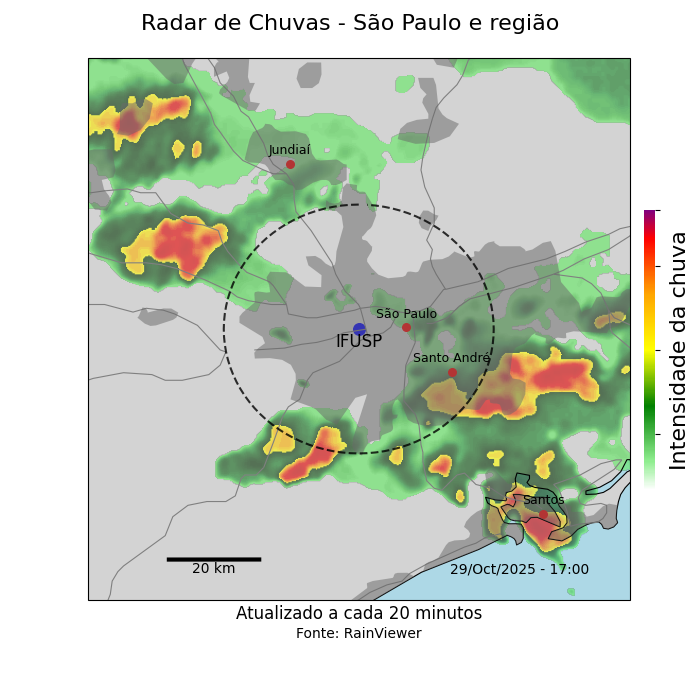 Radar de Chuvas - São Paulo e região
Jundiaí
São Paulo
IFUSP
Santo André
Santos
20 km
29/Oct/2025 - 17:00
Intensidade da chuva
Atualizado a cada 20 minutos
Fonte: RainViewer